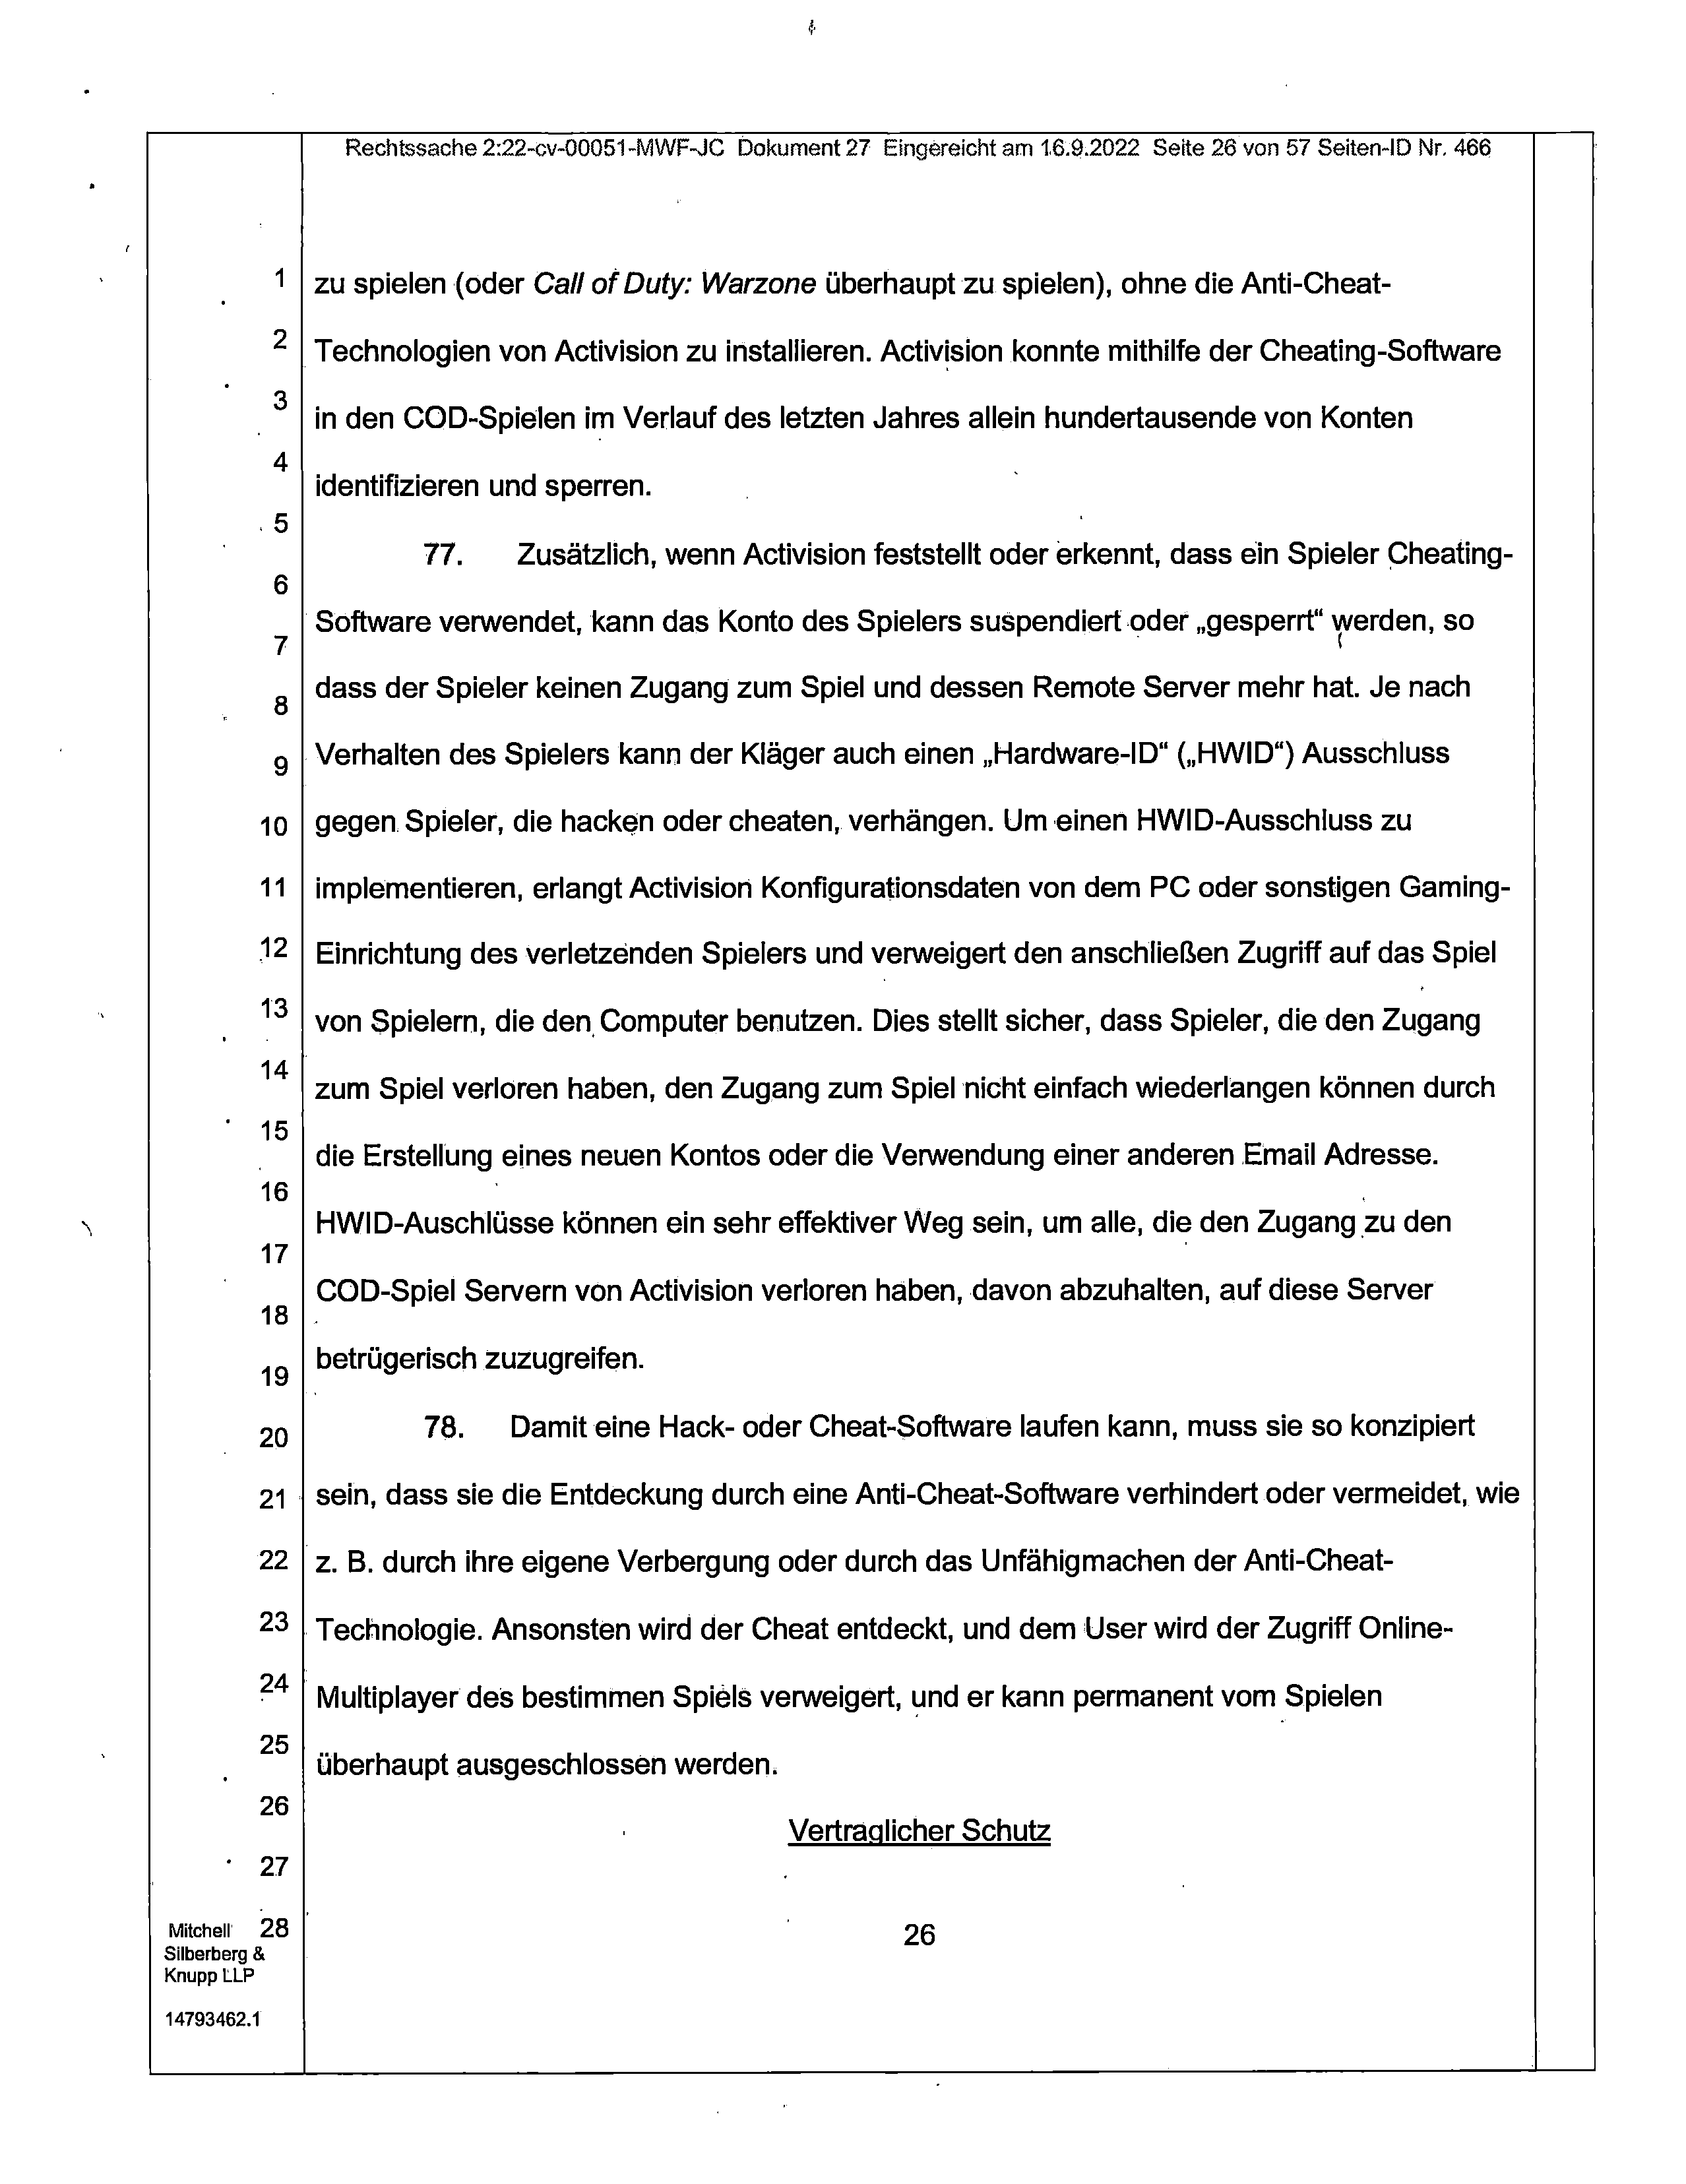 Rechtssache 2:22-cv-00051-MWF-JC Dokument 27 Eingereicht am 16.9.2022 Seite 26 von 57 Seiten-ID Nr. 466
1 zu spielen (oder Call of Duty: Warzone überhaupt zu spielen), ohne die Anti-Cheat-
2 Technologien von Activision zu installieren. Activision konnte mithilfe der Cheating-Software
3 in den COD-Spielen im Verlauf des letzten Jahres allein hundertausende von Konten
4 identifizieren und sperren.
5
77. Zusätzlich, wenn Activision feststellt oder erkennt, dass ein Spieler Cheating-
6
Software verwendet, kann das Konto des Spielers suspendiert oder „gesperrt“ werden, so
7
8 dass der Spieler keinen Zugang zum Spiel und dessen Remote Server mehr hat. Je nach
9 Verhalten des Spielers kann der Kläger auch einen „Hardware-ID“ („HWID“) Ausschluss
10 gegen Spieler, die hacken oder cheaten, verhängen. Um einen HWID-Ausschluss zu
11 implementieren, erlangt Activision Konfigurationsdaten von dem PC oder sonstigen Gaming-
12 Einrichtung des verletzenden Spielers und verweigert den anschließen Zugriff auf das Spiel
13 von Spielern, die den Computer benutzen. Dies stellt sicher, dass Spieler, die den Zugang
14 zum Spiel verloren haben, den Zugang zum Spiel nicht einfach wiederlangen können durch
15
die Erstellung eines neuen Kontos oder die Verwendung einer anderen Email Adresse.
16
HWID-Auschlüsse können ein sehr effektiver Weg sein, um alle, die den Zugang zu den
17
COD-Spiel Servern von Activision verloren haben, davon abzuhalten, auf diese Server
18
betrügerisch zuzugreifen.
19
20 78. Damit eine Hack- oder Cheat-Software laufen kann, muss sie so konzipiert
21 sein, dass sie die Entdeckung durch eine Anti-Cheat-Software verhindert oder vermeidet, wie
22 z. B. durch ihre eigene Verbergung oder durch das Unfähigmachen der Anti-Cheat-
23 Technologie. Ansonsten wird der Cheat entdeckt, und dem User wird der Zugriff Online-
24 Multiplayer des bestimmen Spiels verweigert, und er kann permanent vom Spielen
25
überhaupt ausgeschlossen werden.
26
Vertraglicher Schutz
27
28
26
Mitchell
Silberberg &
Knupp LLP
14793462.1